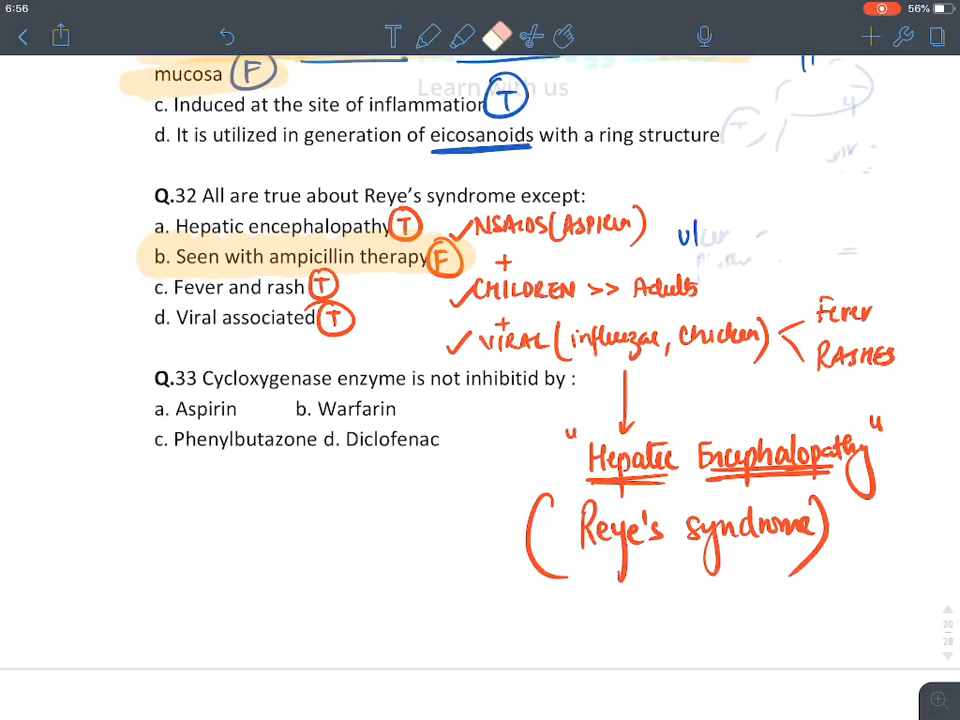 6:56
56%
mucosa F
Learn with us
c. Induced at the site of inflammation T
d. It is utilized in generation of eicosanoids with a ring structure
Q.32 All are true about Reye's syndrome except:
a. Hepatic encephalopathy T
NSAIDS (ASPIRIN)
b. Seen with ampicillin therapy F
+
c. Fever and rash T
CHILDREN >> Adults
d. Viral associated T
+
VIRAL (influenzae, chicken)
Fever
RASHES
Q.33 Cycloxygenase enzyme is not inhibitid by :
a. Aspirin b. Warfarin
c. Phenylbutazone d. Diclofenac
"Hepatic Encephalopathy"
(Reye's syndrome)
20
28